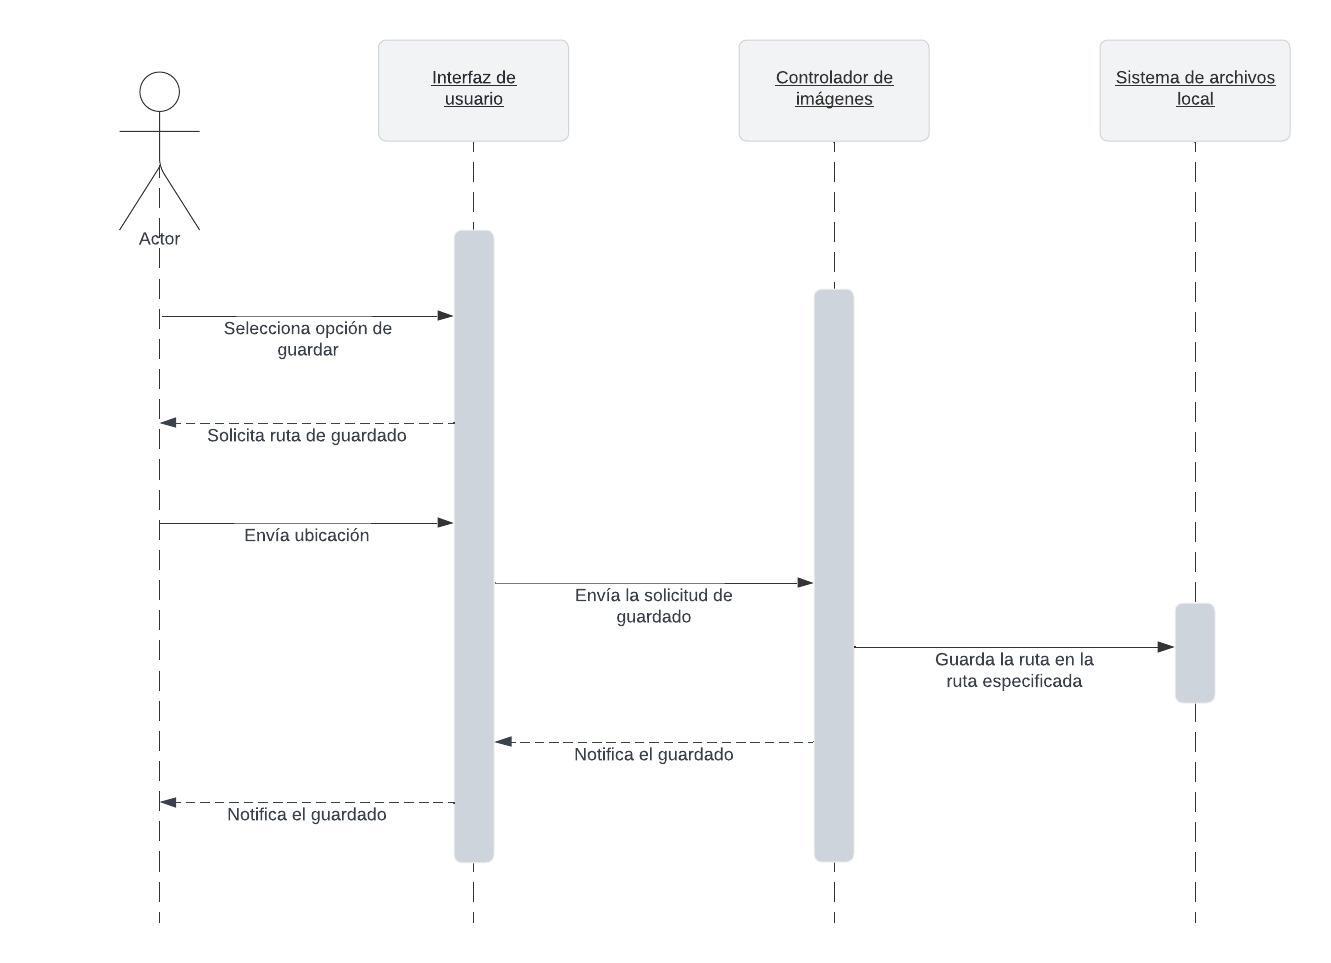 Interfaz de
usuario
Controlador de
imágenes
Sistema de archivos
local
Actor
Selecciona opción de
guardar
Solicita ruta de guardado
Envía ubicación
Envía la solicitud de
guardado
Guarda la ruta en la
ruta especificada
Notifica el guardado
Notifica el guardado